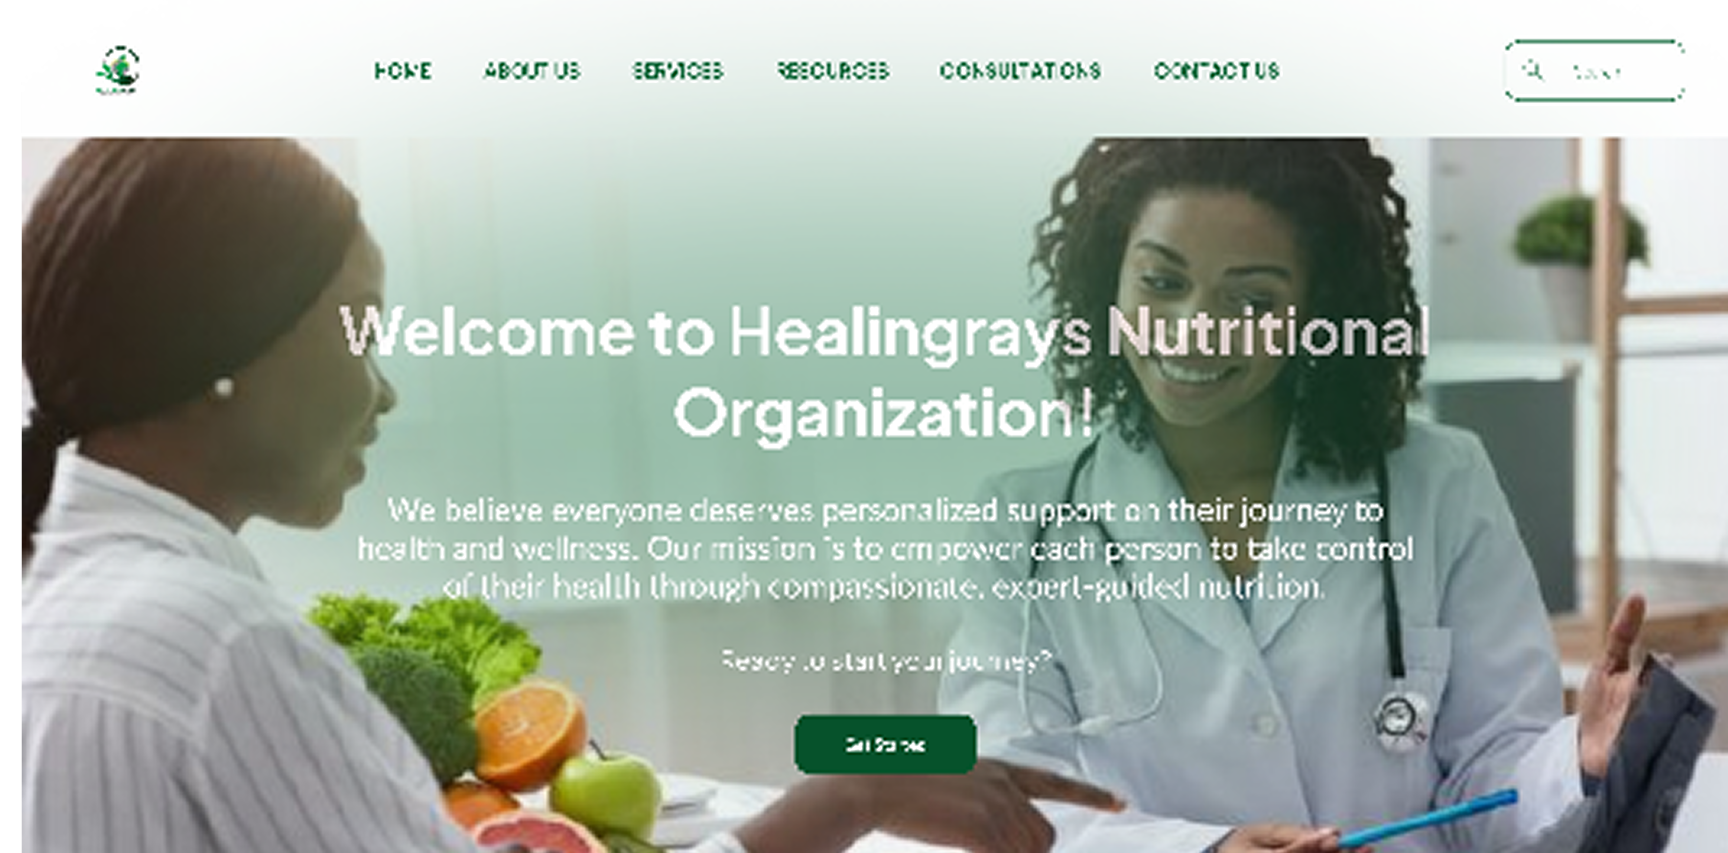 HOME ABOUT US SERVICES RESOURCES CONSULTATIONS CONTACT US
Welcome to Healingrays Nutritional
Organization!
We believe everyone deserves personalized support on their journey to
health and wellness. Our mission is to empower each person to take control
of their health through compassionate, expert-guided nutrition.
Ready to start your journey?
Get Started